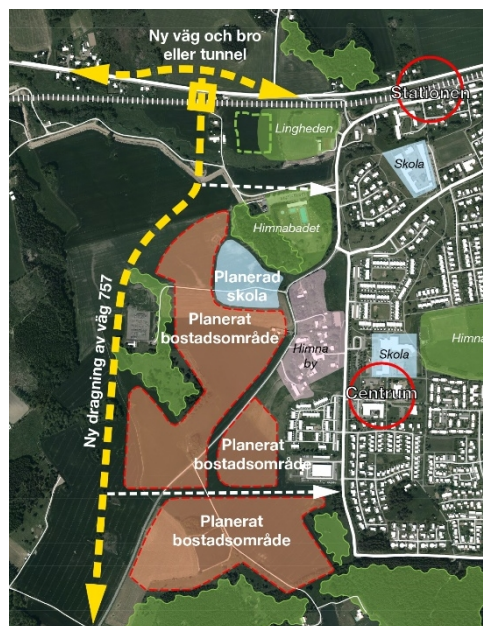 Ny väg och bro
eller tunnel
Stationen
Lingheden
Skola
Himnabadet
Planerad
skola
Ny dragning av väg 757
Planerat
bostadsområde
Himna
by
Skola
Himna
Centrum
Planerat
bostadsområde
Planerat
bostadsområde